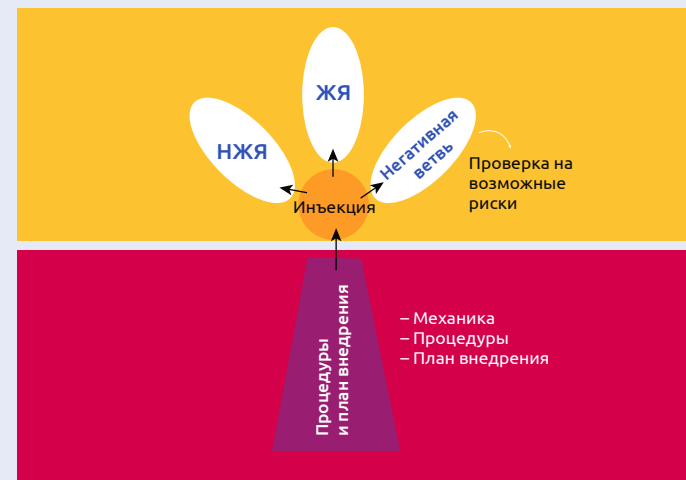 ЖЯ
НЖЯ
Негативная
ветвь
Проверка на
возможные
риски
Инъекция
Процедуры
и план внедрения
– Механика
– Процедуры
– План внедрения